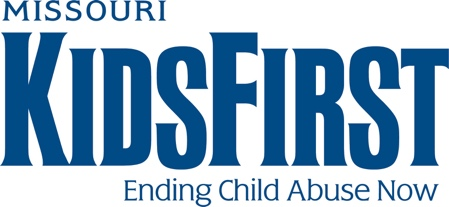 MISSOURI
KIDSFIRST
Ending Child Abuse Now